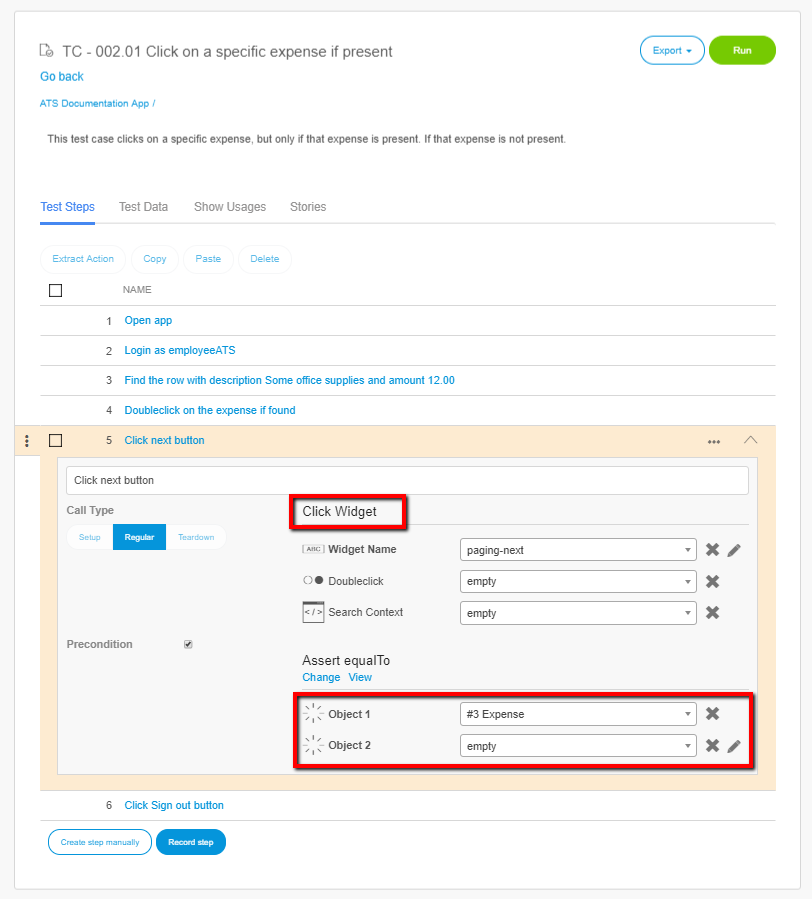 TC - 002.01 Click on a specific expense if present
Export
Run
Go back
ATS Documentation App /
This test case clicks on a specific expense, but only if that expense is present. If that expense is not present.
Test Steps Test Data Show Usages Stories
Extract Action Copy Paste Delete
NAME
1 Open app
2 Login as employeeATS
3 Find the row with description Some office supplies and amount 12.00
4 Doubleclick on the expense if found
5 Click next button
Click next button
Call Type
Setup Regular Teardown
Click Widget
ABC Widget Name paging-next
Doubleclick empty
</> Search Context empty
Precondition
Assert equalTo
Change View
Object 1 #3 Expense
Object 2 empty
6 Click Sign out button
Create step manually Record step